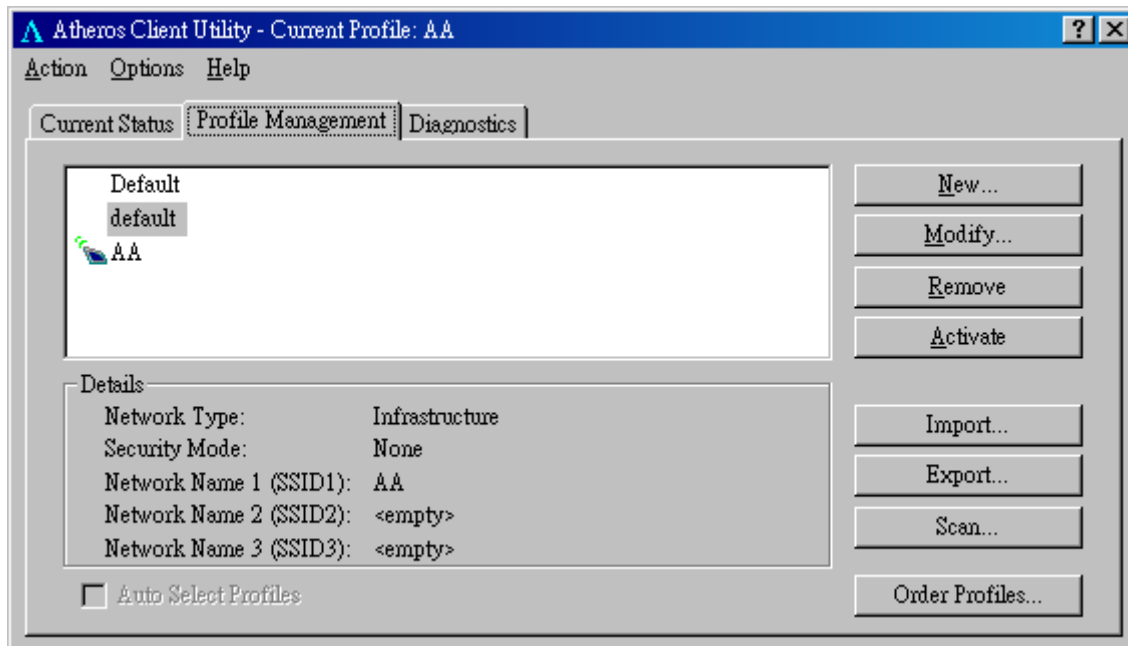 Atheros Client Utility - Current Profile: AA
Action Options Help
Current Status Profile Management Diagnostics
Default
default
AA
New...
Modify...
Remove
Activate
Details
Network Type: Infrastructure
Security Mode: None
Network Name 1 (SSID1): AA
Network Name 2 (SSID2): <empty>
Network Name 3 (SSID3): <empty>
Import...
Export...
Scan...
Auto Select Profiles
Order Profiles...